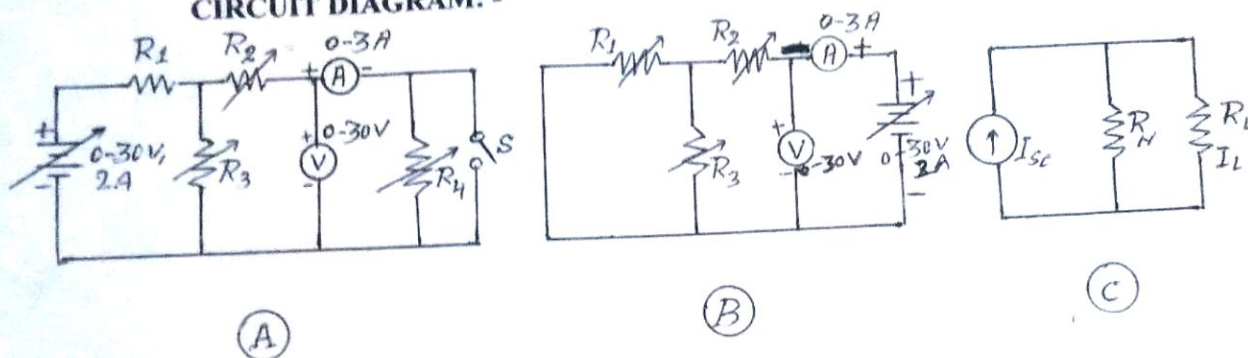 CIRCUIT DIAGRAM: -
R1 R2 0-3A
+ A -
+ 0-30V, 2A -
R3
+ 0-30V
V
-
R4
S
A
R1 R2 0-3A
A +
R3
+
V
-30V
+
0-30V
2A
-
B
ISC
RN
RL
IL
C